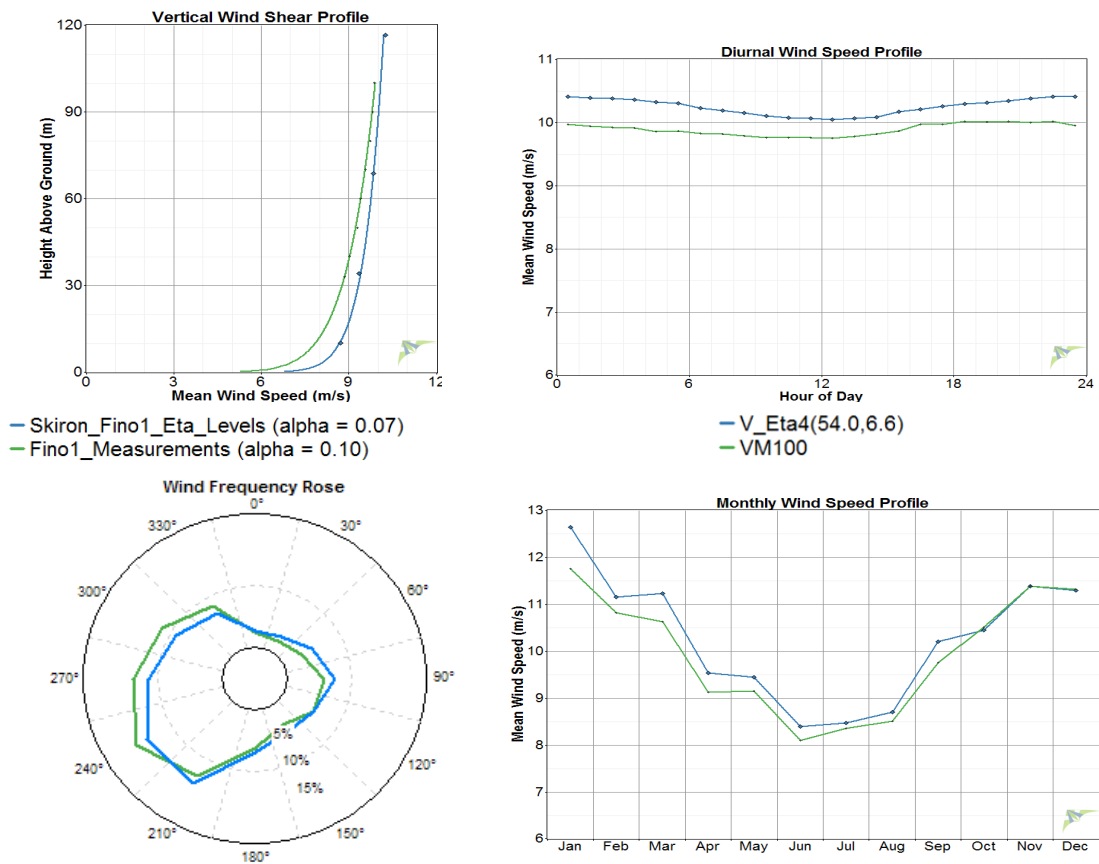 Vertical Wind Shear Profile
120
90
60
30
0
Height Above Ground (m)
0 3 6 9 12
Mean Wind Speed (m/s)
Skiron_Fino1_Eta_Levels (alpha = 0.07)
Fino1_Measurements (alpha = 0.10)
Diurnal Wind Speed Profile
11
10
9
8
7
6
Mean Wind Speed (m/s)
0 6 12 18 24
Hour of Day
V_Eta4(54.0,6.6)
VM100
Wind Frequency Rose
0°
330° 30°
300° 60°
270° 90°
240° 120°
210° 150°
180°
5%
10%
15%
Monthly Wind Speed Profile
13
12
11
10
9
8
7
6
Mean Wind Speed (m/s)
Jan Feb Mar Apr May Jun Jul Aug Sep Oct Nov Dec